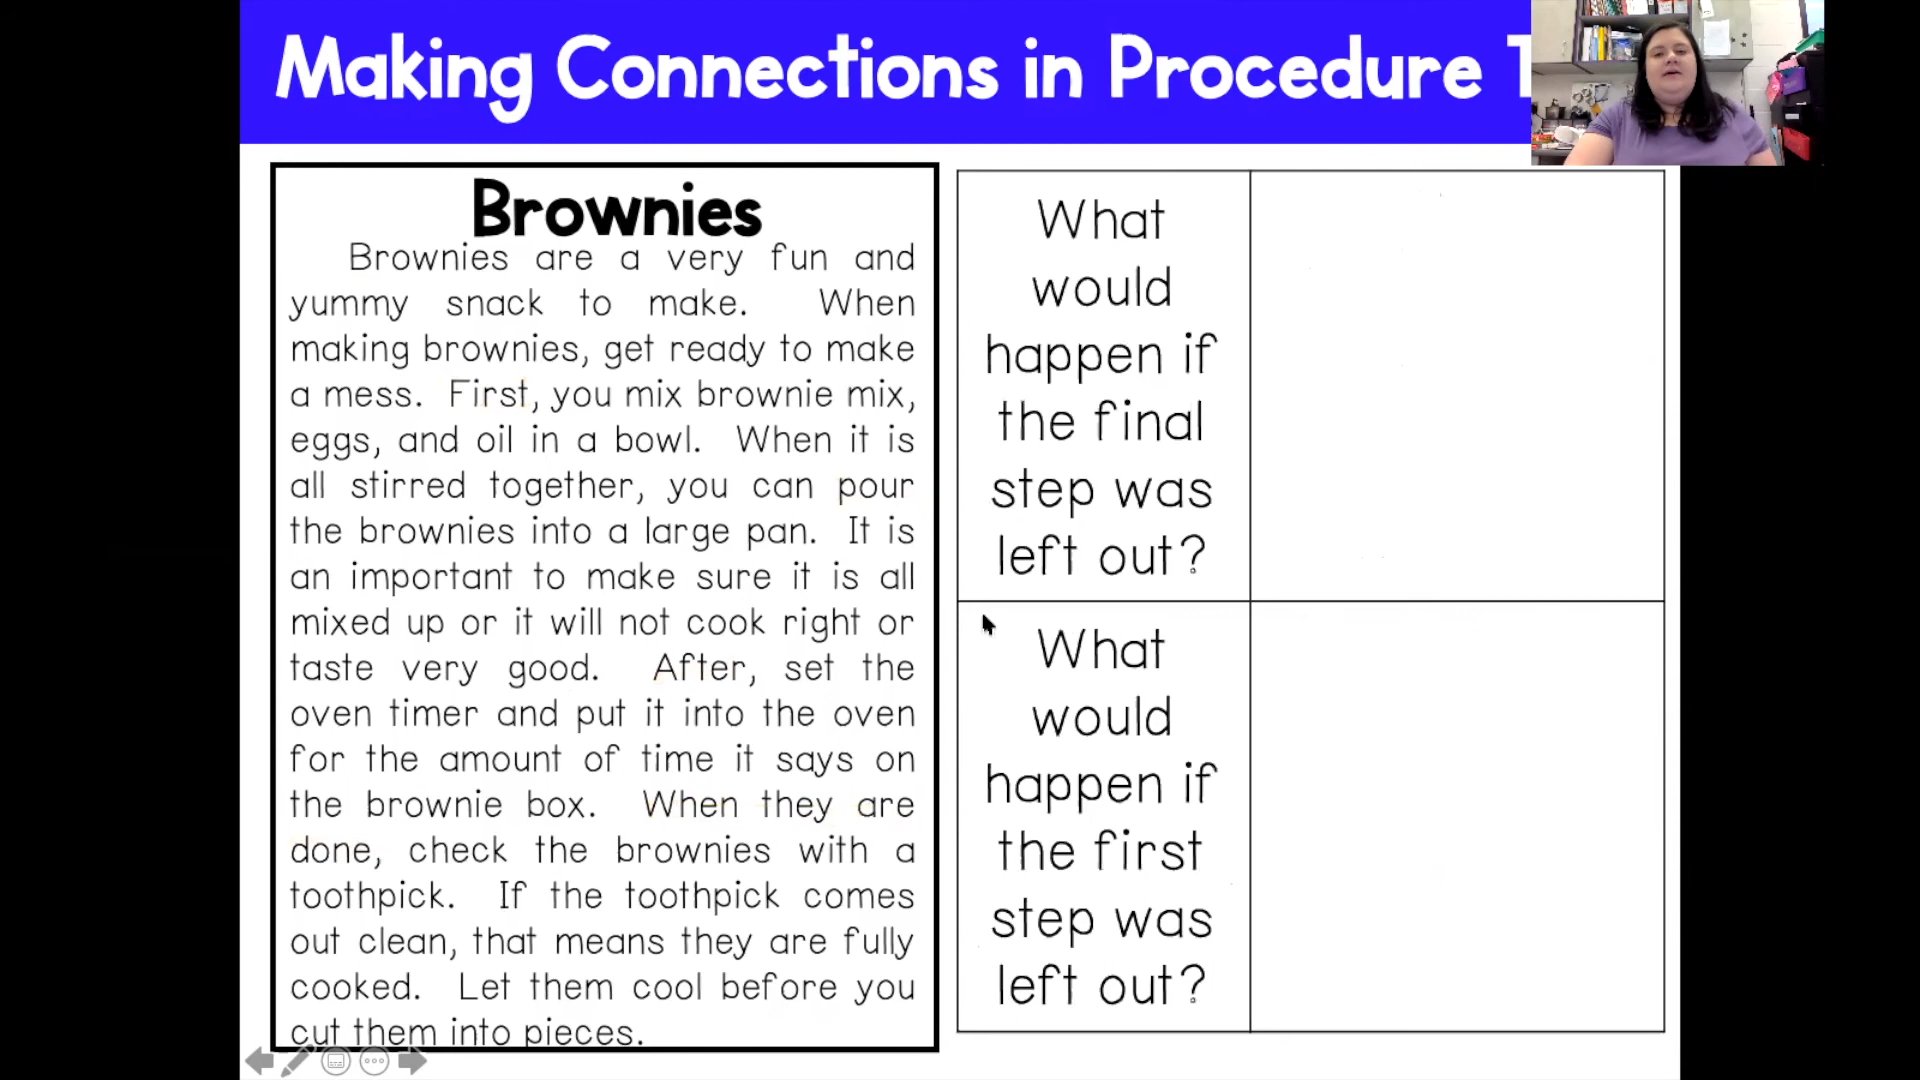 Making Connections in Procedure T
Brownies
Brownies are a very fun and
yummy snack to make. When
making brownies, get ready to make
a mess. First, you mix brownie mix,
eggs, and oil in a bowl. When it is
all stirred together, you can pour
the brownies into a large pan. It is
an important to make sure it is all
mixed up or it will not cook right or
taste very good. After, set the
oven timer and put it into the oven
for the amount of time it says on
the brownie box. When they are
done, check the brownies with a
toothpick. If the toothpick comes
out clean, that means they are fully
cooked. Let them cool before you
cut them into pieces.
What
would
happen if
the final
step was
left out?
What
would
happen if
the first
step was
left out?